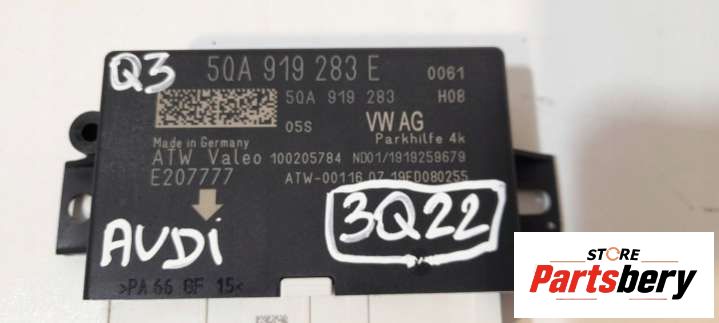 Q3 5QA 919 283 E 0061
5QA 919 283 H08
05S VW AG
Made in Germany Parkhilfe 4k
ATW Valeo 100205784 ND01/1919259679
E207777 ATW-00116 07 19FD080255
AUDi 3Q22
>PA 66 GF 15<
STORE
Partsbery